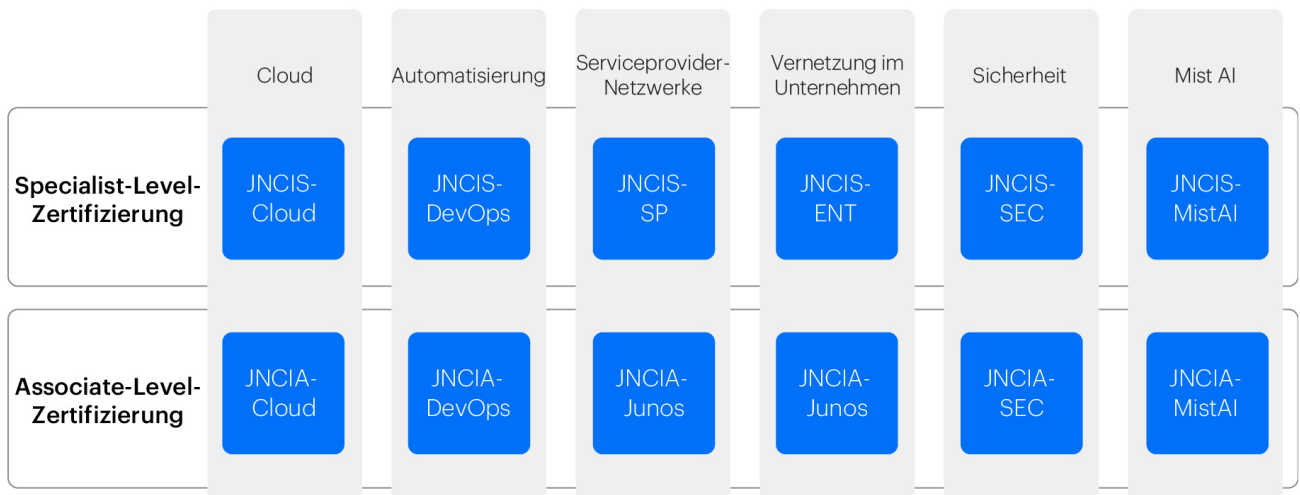 Cloud
Automatisierung
Serviceprovider-
Netzwerke
Vernetzung im
Unternehmen
Sicherheit
Mist AI
Specialist-Level-
Zertifizierung
JNCIS-
Cloud
JNCIS-
DevOps
JNCIS-
SP
JNCIS-
ENT
JNCIS-
SEC
JNCIS-
MistAI
Associate-Level-
Zertifizierung
JNCIA-
Cloud
JNCIA-
DevOps
JNCIA-
Junos
JNCIA-
Junos
JNCIA-
SEC
JNCIA-
MistAI